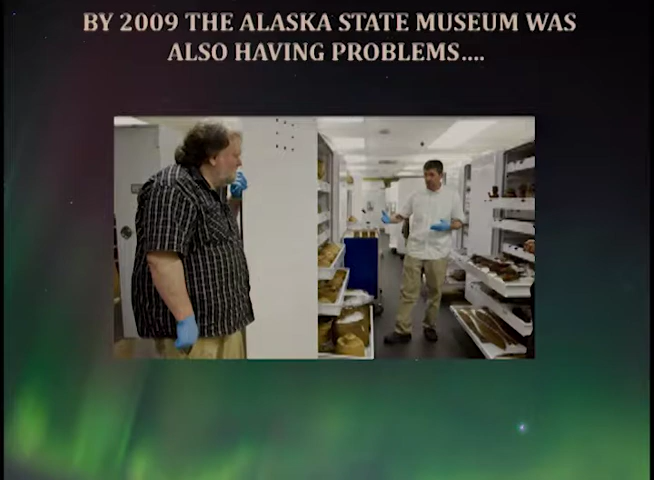 BY 2009 THE ALASKA STATE MUSEUM WAS
ALSO HAVING PROBLEMS....